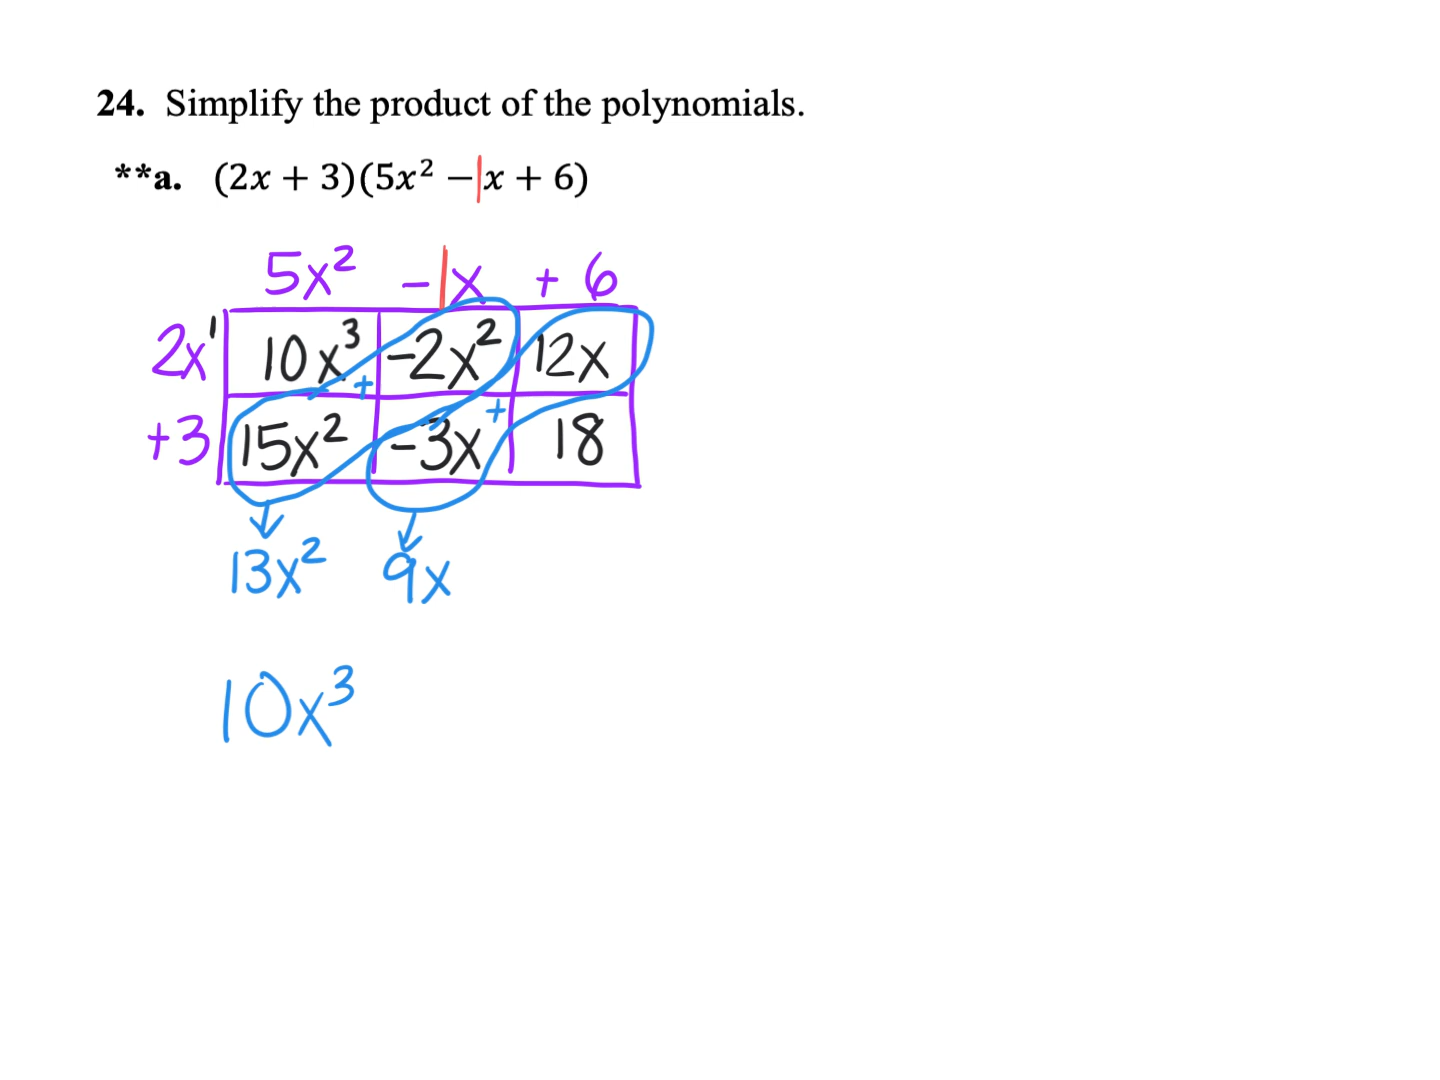 24. Simplify the product of the polynomials.
**a. (2x + 3)(5x² − 1x + 6)
5x² - 1x + 6
2x¹ 10x³ -2x² 12x
+ +
+3 15x² -3x 18
13x² 9x
10x³